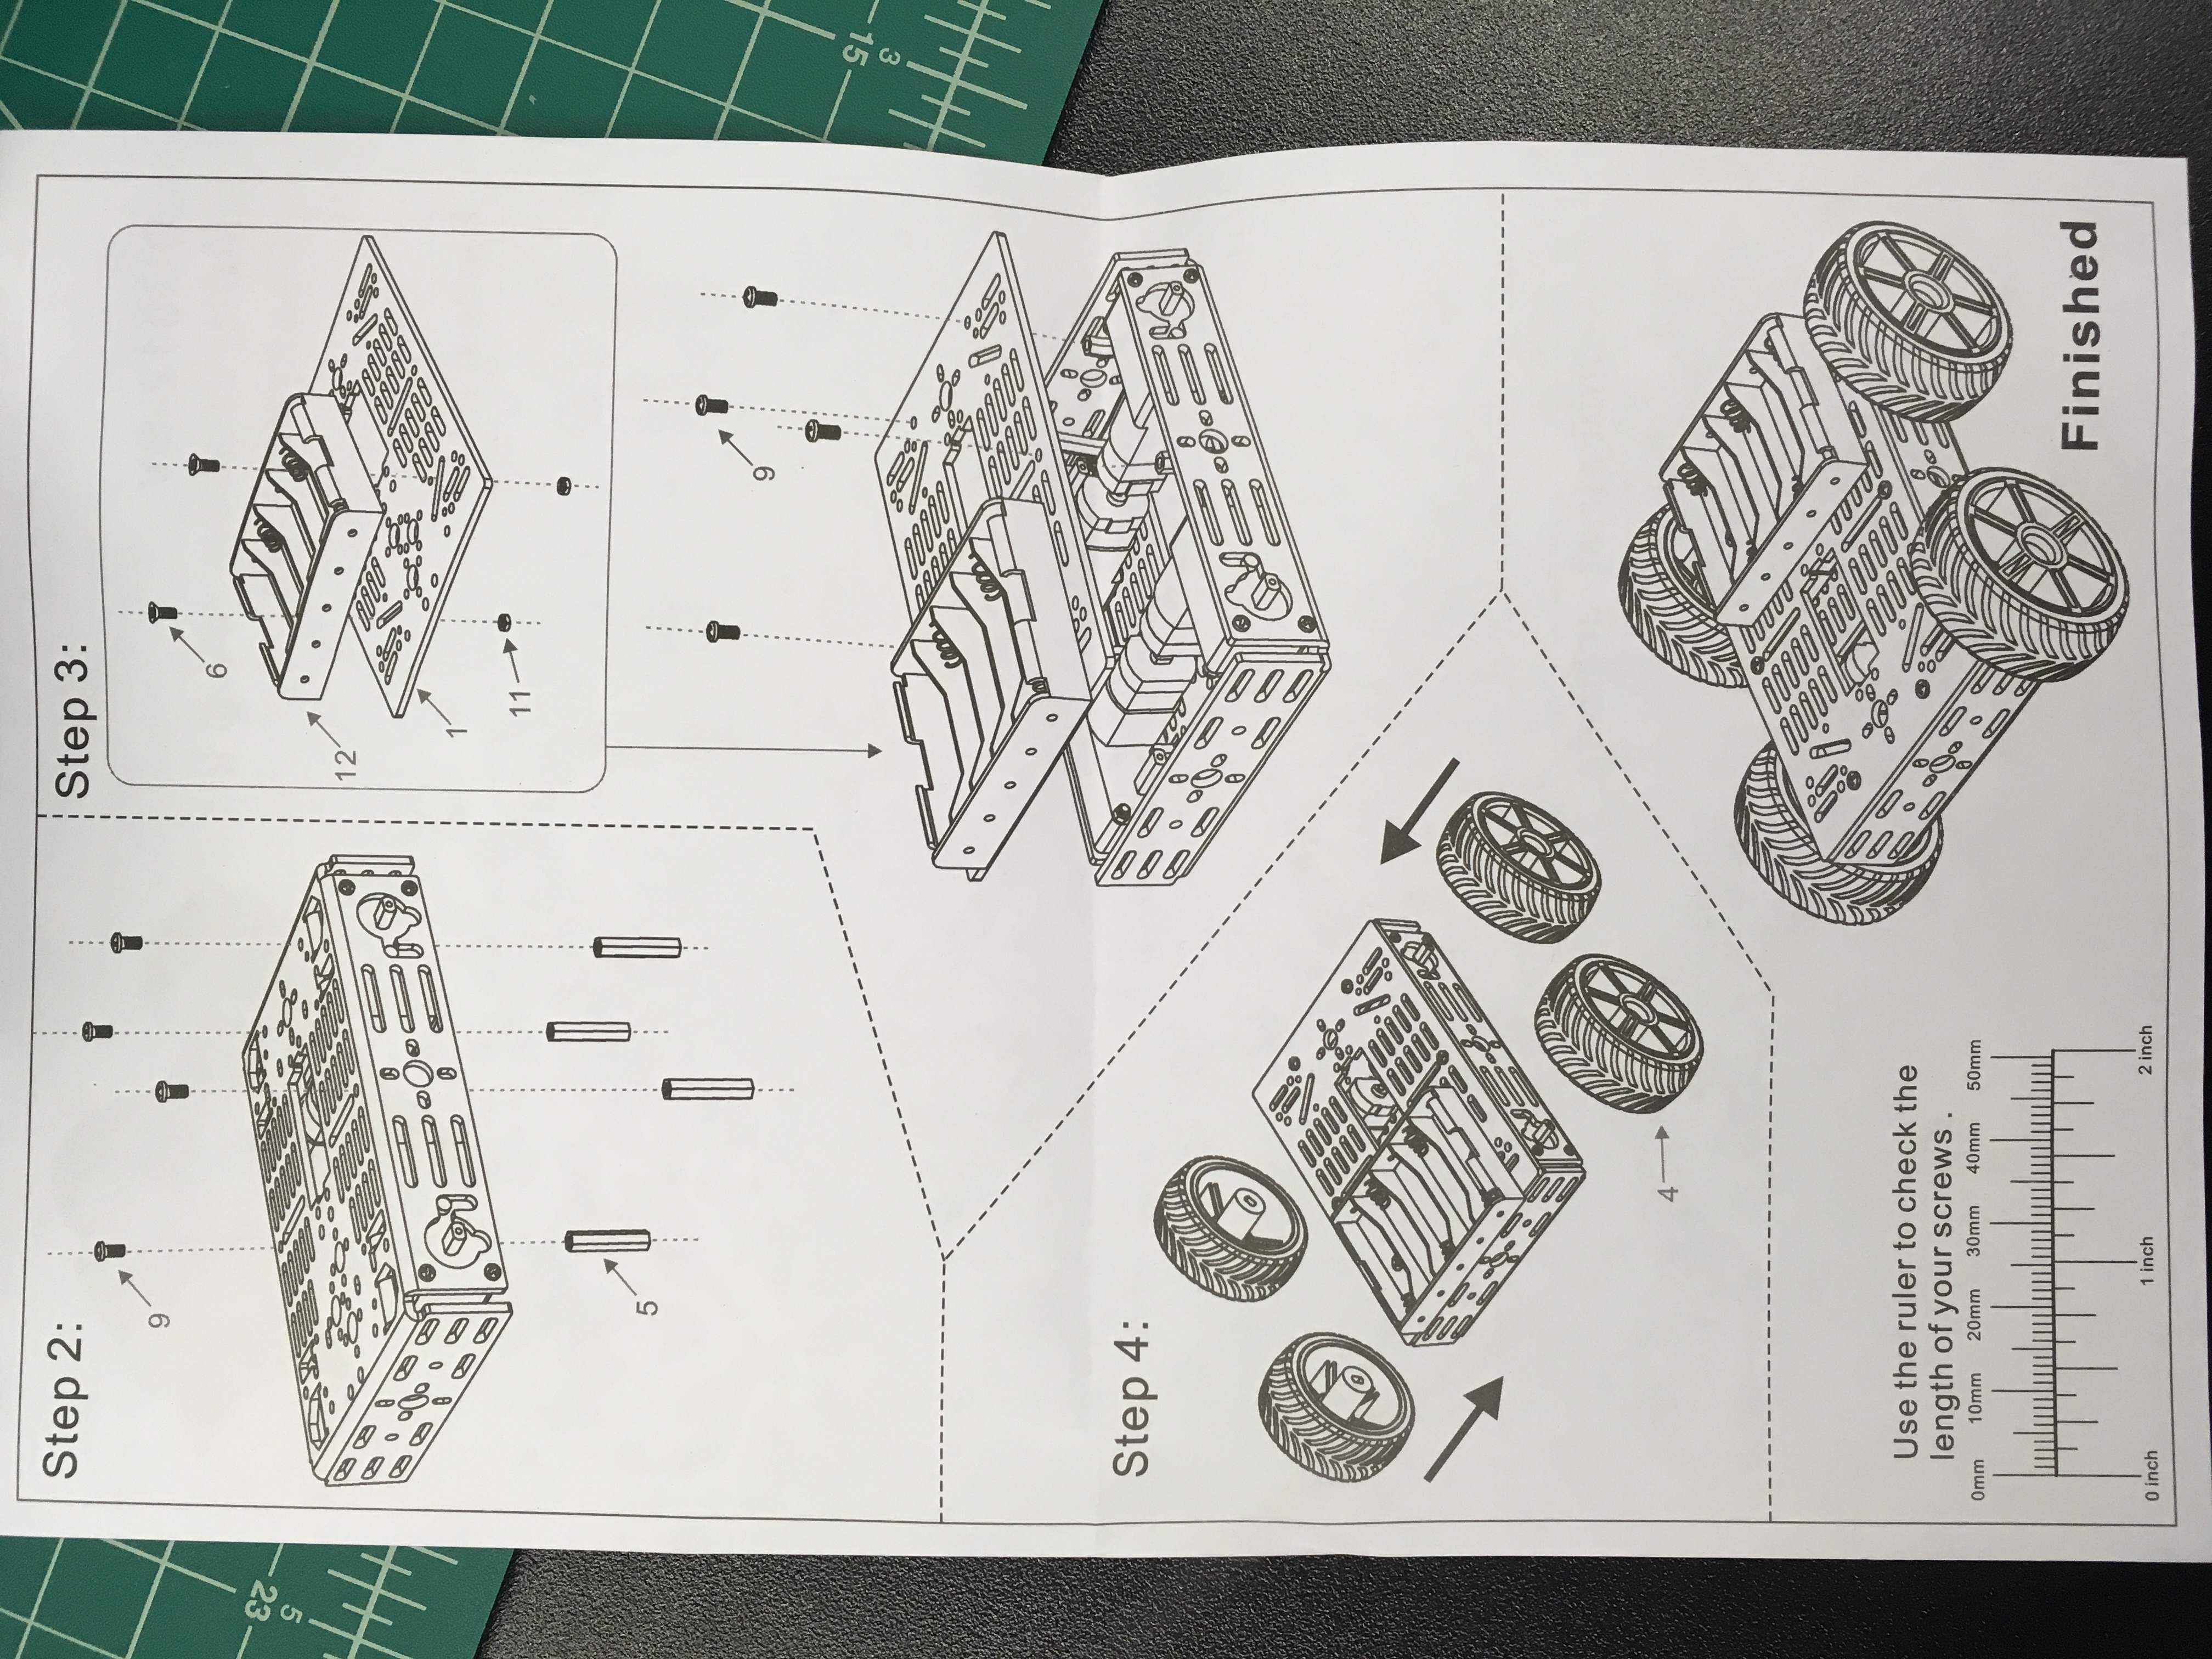 Step 2:
9
5
Step 3:
6
12
1
11
9
Step 4:
4
Finished
Use the ruler to check the
length of your screws.
0mm 10mm 20mm 30mm 40mm 50mm
0 inch 1 inch 2 inch
15
3
23
5